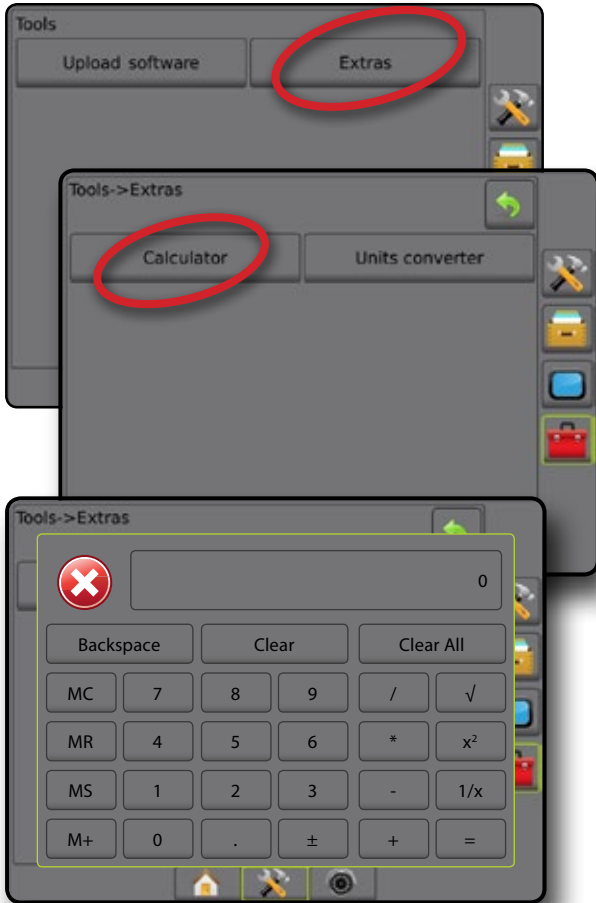 Tools
Upload software Extras
Tools->Extras
Calculator Units converter
Tools->Extras
0
Backspace Clear Clear All
MC 7 8 9 / √
MR 4 5 6 * x²
MS 1 2 3 - 1/x
M+ 0 . ± + =